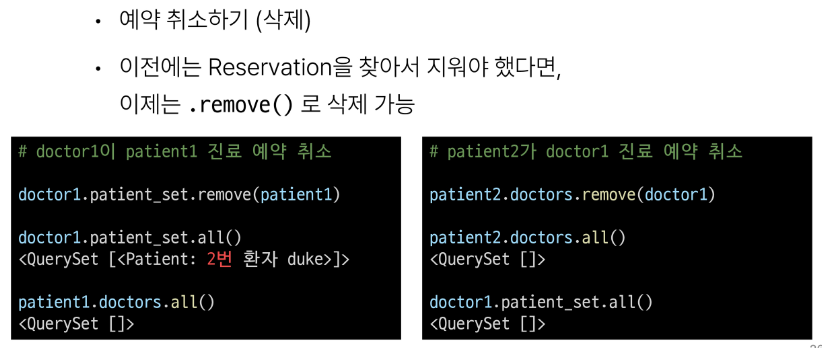 • 예약 취소하기 (삭제)
• 이전에는 Reservation을 찾아서 지워야 했다면,
이제는 .remove() 로 삭제 가능
# doctor1이 patient1 진료 예약 취소
doctor1.patient_set.remove(patient1)
doctor1.patient_set.all()
<QuerySet [<Patient: 2번 환자 duke>]>
patient1.doctors.all()
<QuerySet []>
# patient2가 doctor1 진료 예약 취소
patient2.doctors.remove(doctor1)
patient2.doctors.all()
<QuerySet []>
doctor1.patient_set.all()
<QuerySet []>